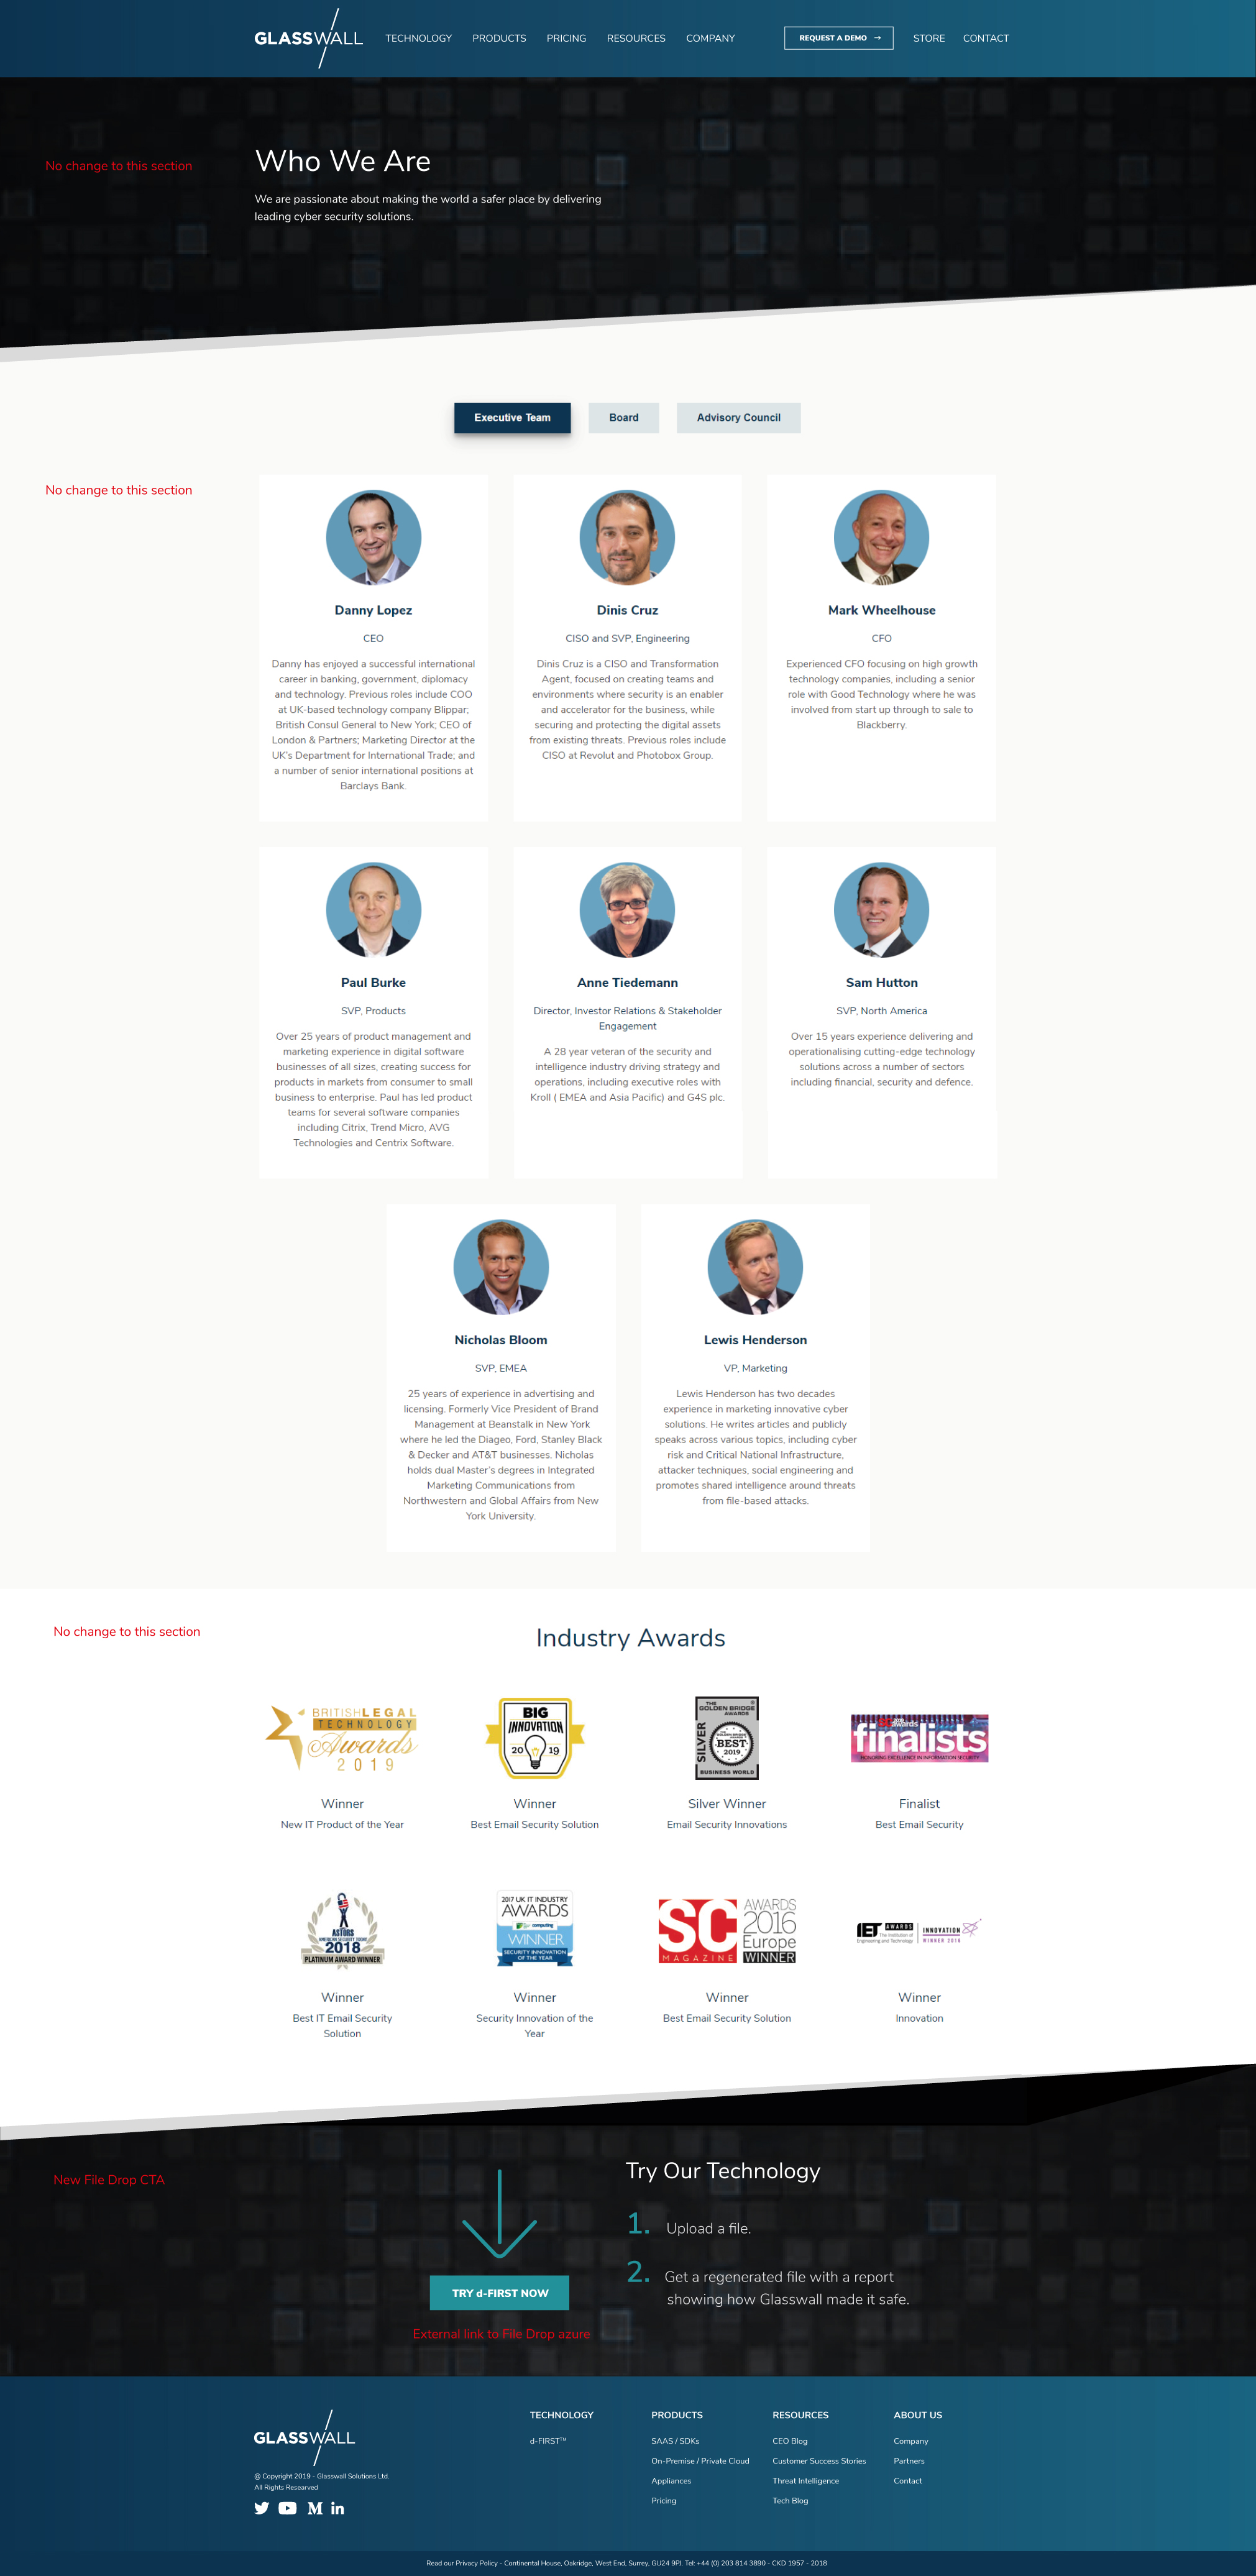 GLASSWALL
TECHNOLOGY PRODUCTS PRICING RESOURCES COMPANY REQUEST A DEMO → STORE CONTACT
No change to this section
Who We Are
We are passionate about making the world a safer place by delivering
leading cyber security solutions.
Executive Team Board Advisory Council
No change to this section
Danny Lopez
CEO
Danny has enjoyed a successful international
career in banking, government, diplomacy
and technology. Previous roles include COO
at UK-based technology company Blippar;
British Consul General to New York; CEO of
London & Partners; Marketing Director at the
UK's Department for International Trade; and
a number of senior international positions at
Barclays Bank.
Dinis Cruz
CISO and SVP, Engineering
Dinis Cruz is a CISO and Transformation
Agent, focused on creating teams and
environments where security is an enabler
and accelerator for the business, while
securing and protecting the digital assets
from existing threats. Previous roles include
CISO at Revolut and Photobox Group.
Mark Wheelhouse
CFO
Experienced CFO focusing on high growth
technology companies, including a senior
role with Good Technology where he was
involved from start up through to sale to
Blackberry.
Paul Burke
SVP, Products
Over 25 years of product management and
marketing experience in digital software
businesses of all sizes, creating success for
products in markets from consumer to small
business to enterprise. Paul has led product
teams for several software companies
including Citrix, Trend Micro, AVG
Technologies and Centrix Software.
Anne Tiedemann
Director, Investor Relations & Stakeholder
Engagement
A 28 year veteran of the security and
intelligence industry driving strategy and
operations, including executive roles with
Kroll ( EMEA and Asia Pacific) and G4S plc.
Sam Hutton
SVP, North America
Over 15 years experience delivering and
operationalising cutting-edge technology
solutions across a number of sectors
including financial, security and defence.
Nicholas Bloom
SVP, EMEA
25 years of experience in advertising and
licensing. Formerly Vice President of Brand
Management at Beanstalk in New York
where he led the Diageo, Ford, Stanley Black
& Decker and AT&T businesses. Nicholas
holds dual Master's degrees in Integrated
Marketing Communications from
Northwestern and Global Affairs from New
York University.
Lewis Henderson
VP, Marketing
Lewis Henderson has two decades
experience in marketing innovative cyber
solutions. He writes articles and publicly
speaks across various topics, including cyber
risk and Critical National Infrastructure,
attacker techniques, social engineering and
promotes shared intelligence around threats
from file-based attacks.
No change to this section
Industry Awards
BRITISHLEGAL
TECHNOLOGY
Awards
2019
Winner
New IT Product of the Year
BIG
INNOVATION
20 19
Winner
Best Email Security Solution
THE
GOLDEN BRIDGE
AWARDS
SILVER
BEST
2019
BUSINESS WORLD
Silver Winner
Email Security Innovations
SC awards
finalists
HONORING EXCELLENCE IN INFORMATION SECURITY
Finalist
Best Email Security
ASTORS
AMERICAN SECURITY TODAY
2018
PLATINUM AWARD WINNER
Winner
Best IT Email Security
Solution
2017 UK IT INDUSTRY
AWARDS
computing
WINNER
SECURITY INNOVATION
OF THE YEAR
Winner
Security Innovation of the
Year
SC
MAGAZINE
AWARDS
2016
Europe
WINNER
Winner
Best Email Security Solution
IET AWARDS
The Institution of
Engineering and Technology
INNOVATION
WINNER 2016
Winner
Innovation
New File Drop CTA
TRY d-FIRST NOW
External link to File Drop azure
Try Our Technology
1. Upload a file.
2. Get a regenerated file with a report
showing how Glasswall made it safe.
GLASSWALL
@ Copyright 2019 - Glasswall Solutions Ltd.
All Rights Researved
TECHNOLOGY
d-FIRST™
PRODUCTS
SAAS / SDKs
On-Premise / Private Cloud
Appliances
Pricing
RESOURCES
CEO Blog
Customer Success Stories
Threat Intelligence
Tech Blog
ABOUT US
Company
Partners
Contact
Read our Privacy Policy - Continental House, Oakridge, West End, Surrey, GU24 9PJ. Tel: +44 (0) 203 814 3890 - CKD 1957 - 2018